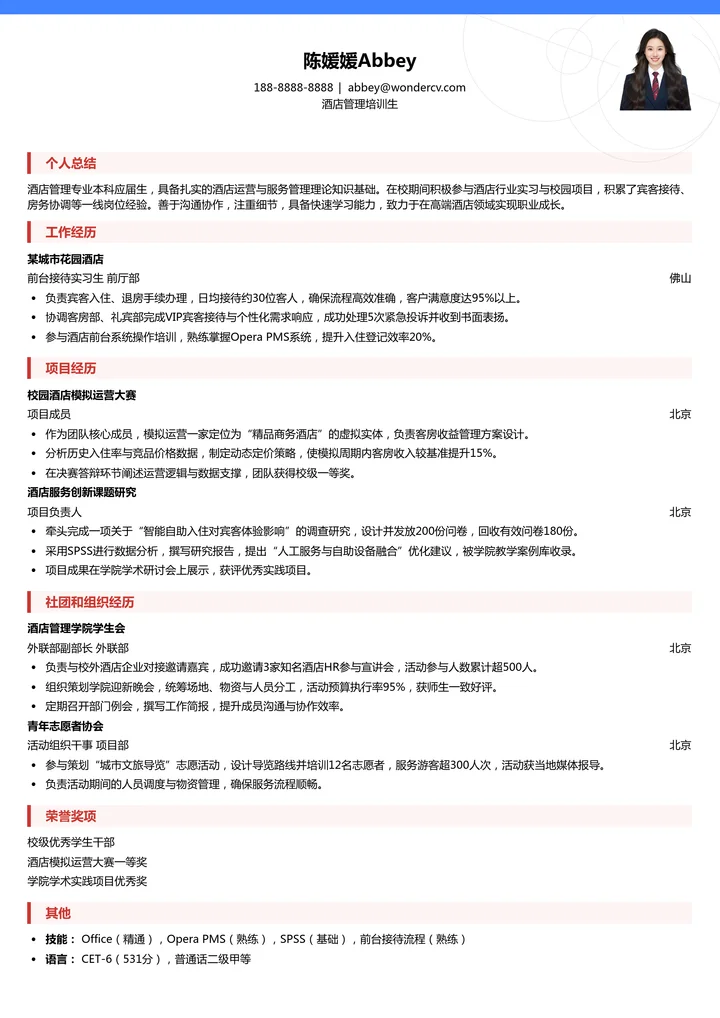 陈媛媛Abbey
188-8888-8888 | abbey@wondercv.com
酒店管理培训生
个人总结
酒店管理专业本科应届生，具备扎实的酒店运营与服务管理理论知识基础。在校期间积极参与酒店行业实习与校园项目，积累了宾客接待、
房务协调等一线岗位经验。善于沟通协作，注重细节，具备快速学习能力，致力于在高端酒店领域实现职业成长。
工作经历
某城市花园酒店
前台接待实习生 前厅部 佛山
• 负责宾客入住、退房手续办理，日均接待约30位客人，确保流程高效准确，客户满意度达95%以上。
• 协调客房部、礼宾部完成VIP宾客接待与个性化需求响应，成功处理5次紧急投诉并收到书面表扬。
• 参与酒店前台系统操作培训，熟练掌握Opera PMS系统，提升入住登记效率20%。
项目经历
校园酒店模拟运营大赛
项目成员 北京
• 作为团队核心成员，模拟运营一家定位为“精品商务酒店”的虚拟实体，负责客房收益管理方案设计。
• 分析历史入住率与竞品价格数据，制定动态定价策略，使模拟周期内客房收入较基准提升15%。
• 在决赛答辩环节阐述运营逻辑与数据支撑，团队获得校级一等奖。
酒店服务创新课题研究
项目负责人 北京
• 牵头完成一项关于“智能自助入住对宾客体验影响”的调查研究，设计并发放200份问卷，回收有效问卷180份。
• 采用SPSS进行数据分析，撰写研究报告，提出“人工服务与自助设备融合”优化建议，被学院教学案例库收录。
• 项目成果在学院学术研讨会上展示，获评优秀实践项目。
社团和组织经历
酒店管理学院学生会
外联部副部长 外联部 北京
• 负责与校外酒店企业对接邀请嘉宾，成功邀请3家知名酒店HR参与宣讲会，活动参与人数累计超500人。
• 组织策划学院迎新晚会，统筹场地、物资与人员分工，活动预算执行率95%，获师生一致好评。
• 定期召开部门例会，撰写工作简报，提升成员沟通与协作效率。
青年志愿者协会
活动组织干事 项目部 北京
• 参与策划“城市文旅导览”志愿活动，设计导览路线并培训12名志愿者，服务游客超300人次，活动获当地媒体报导。
• 负责活动期间的人员调度与物资管理，确保服务流程顺畅。
荣誉奖项
校级优秀学生干部
酒店模拟运营大赛一等奖
学院学术实践项目优秀奖
其他
• 技能： Office（精通），Opera PMS（熟练），SPSS（基础），前台接待流程（熟练）
• 语言： CET-6（531分），普通话二级甲等